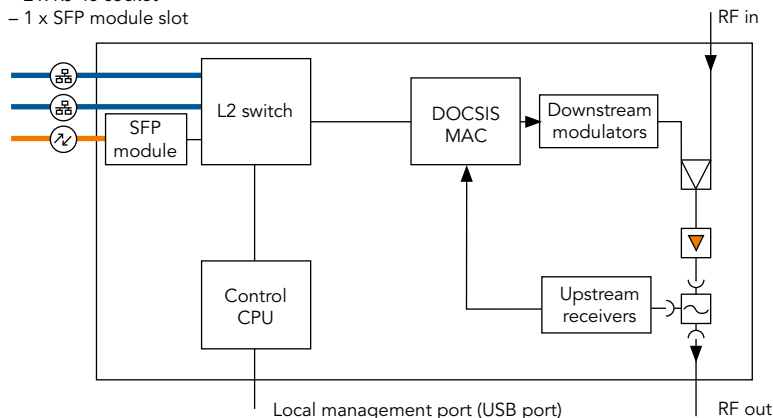 – 1 x SFP module slot
RF in
L2 switch
SFP
module
DOCSIS
MAC
Downstream
modulators
Control
CPU
Upstream
receivers
Local management port (USB port)
RF out